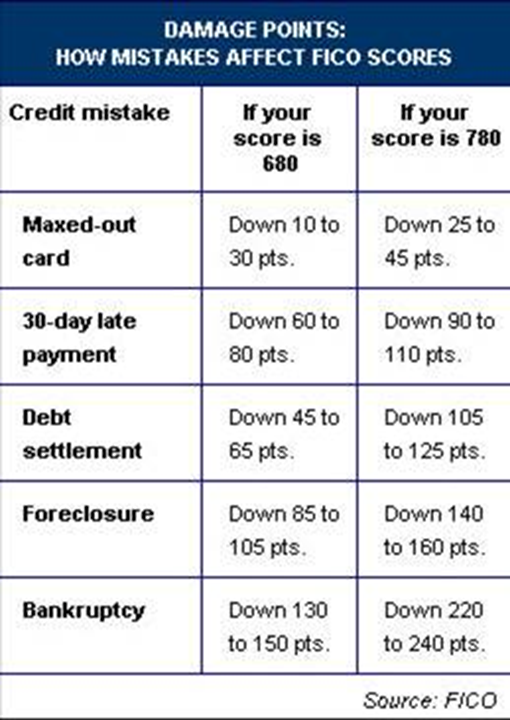 DAMAGE POINTS:
HOW MISTAKES AFFECT FICO SCORES
Credit mistake
If your
score is
680
If your
score is 780
Maxed-out
card
Down 10 to
30 pts.
Down 25 to
45 pts.
30-day late
payment
Down 60 to
80 pts.
Down 90 to
110 pts.
Debt
settlement
Down 45 to
65 pts.
Down 105
to 125 pts.
Foreclosure
Down 85 to
105 pts.
Down 140
to 160 pts.
Bankruptcy
Down 130
to 150 pts.
Down 220
to 240 pts.
Source: FICO